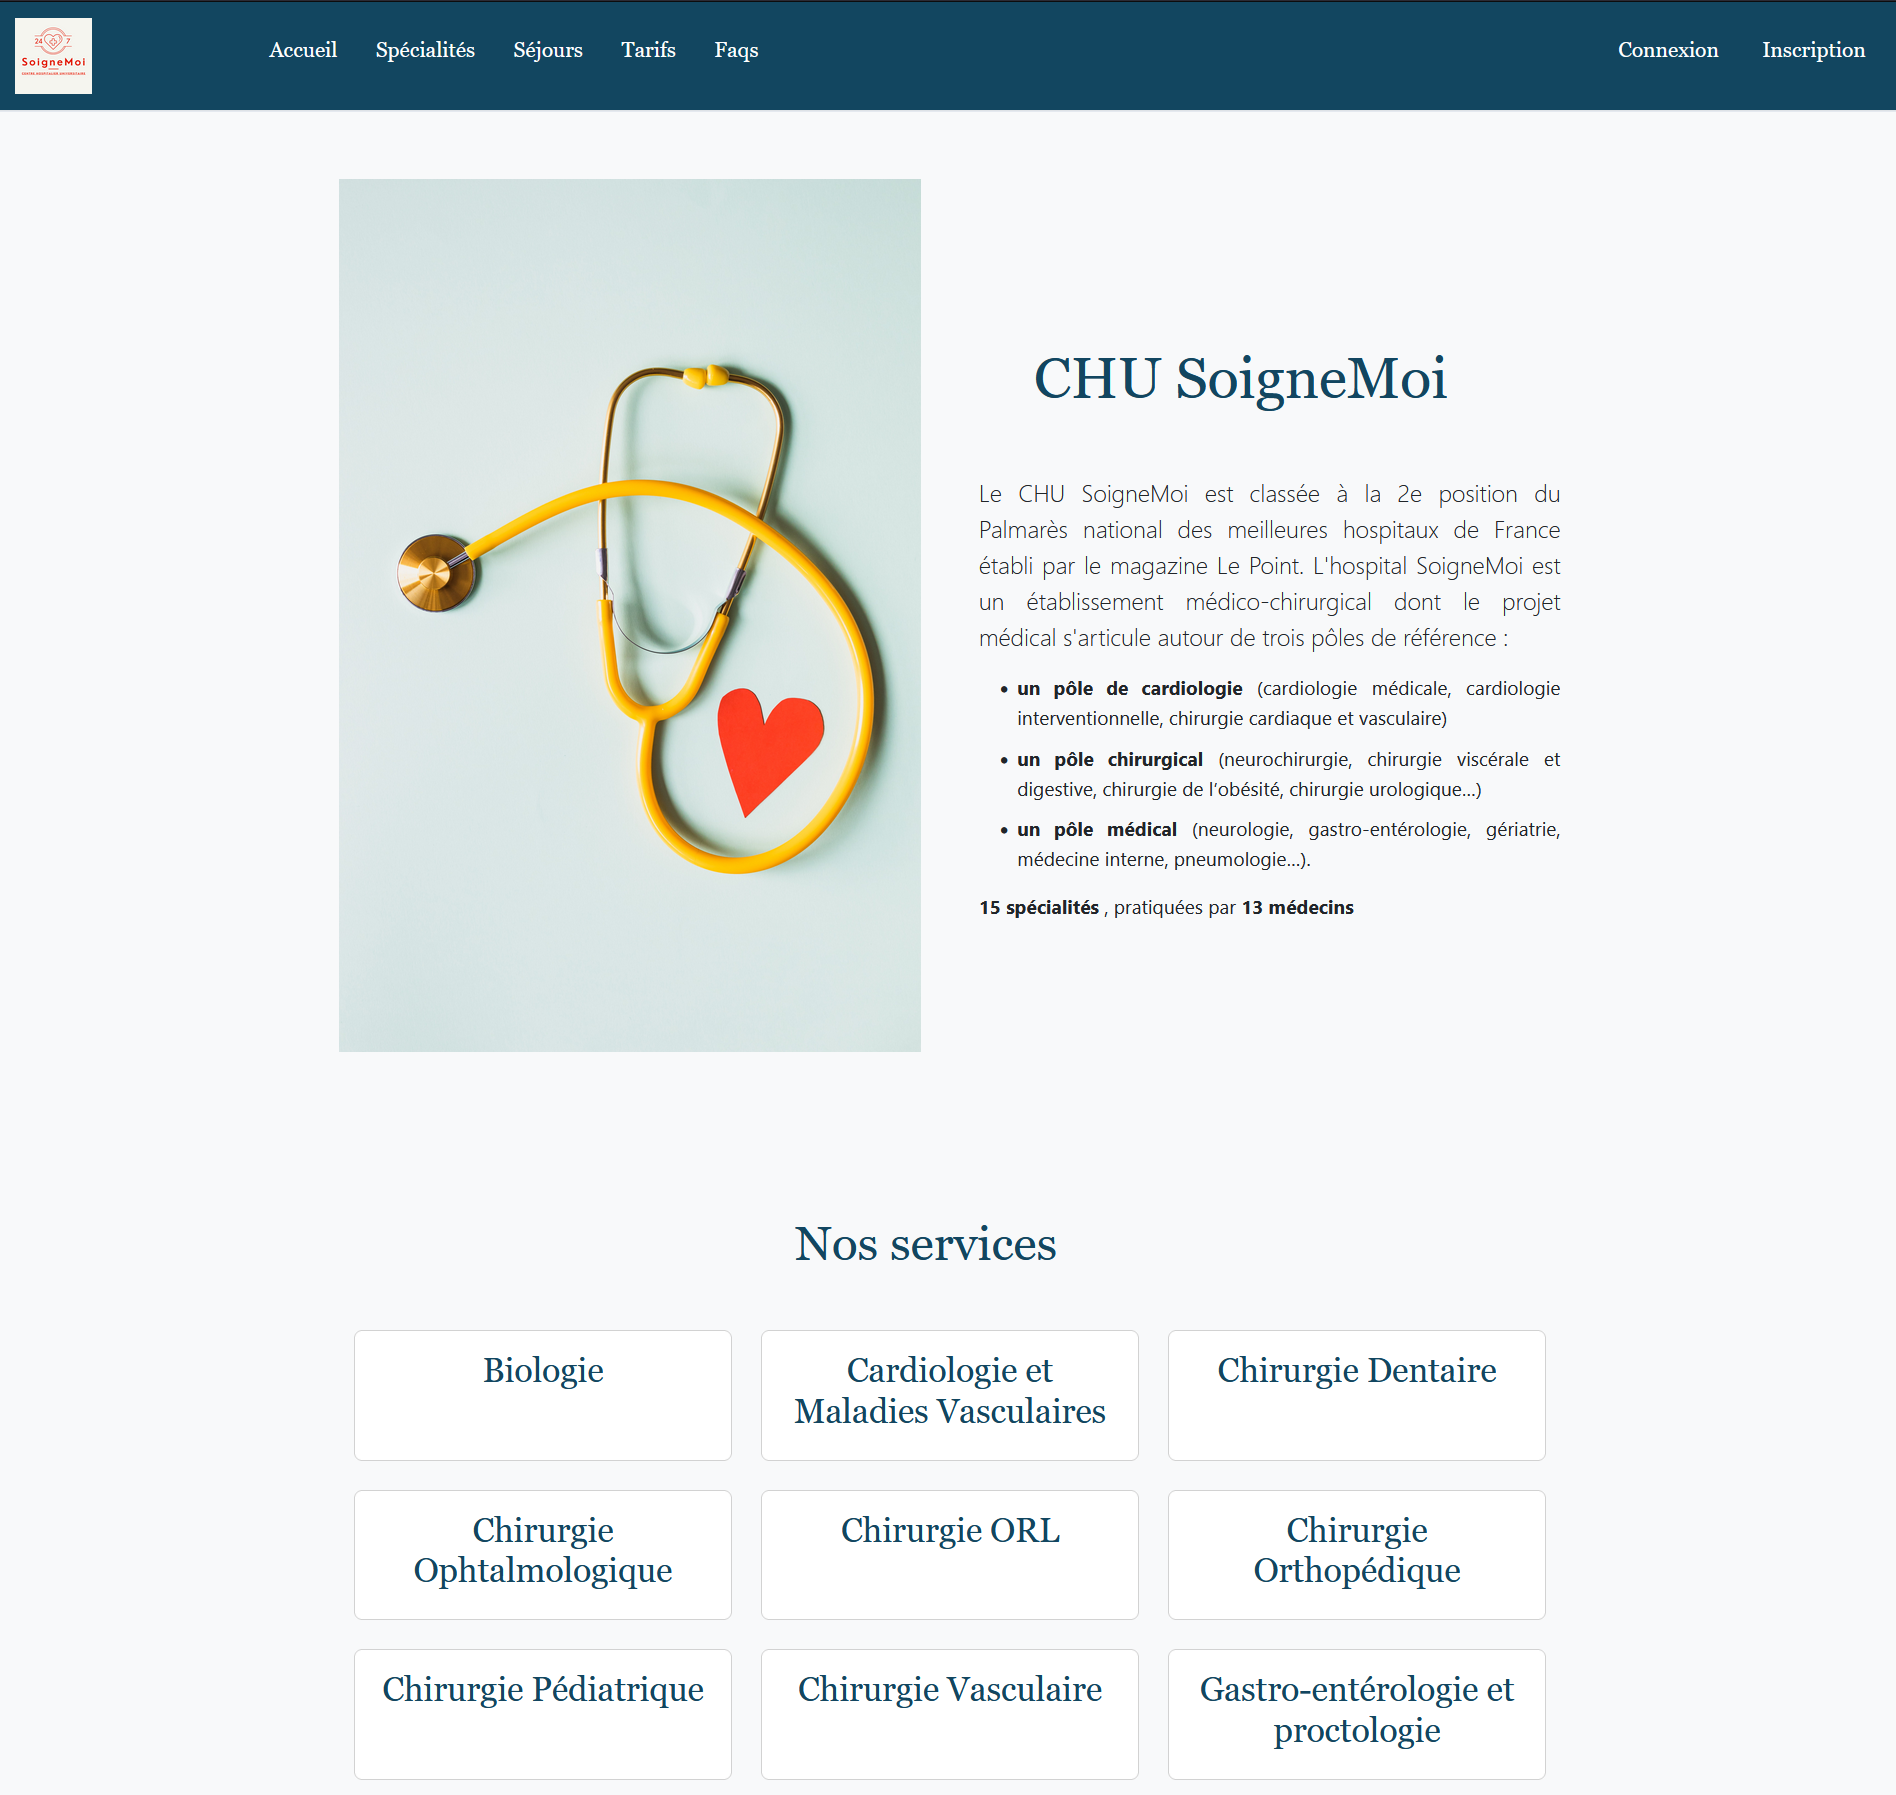 24 7
SoigneMoi
CENTRE HOSPITALIER UNIVERSITAIRE
Accueil Spécialités Séjours Tarifs Faqs Connexion Inscription
CHU SoigneMoi
Le CHU SoigneMoi est classée à la 2e position du
Palmarès national des meilleures hospitaux de France
établi par le magazine Le Point. L'hospital SoigneMoi est
un établissement médico-chirurgical dont le projet
médical s'articule autour de trois pôles de référence :
• un pôle de cardiologie (cardiologie médicale, cardiologie
interventionnelle, chirurgie cardiaque et vasculaire)
• un pôle chirurgical (neurochirurgie, chirurgie viscérale et
digestive, chirurgie de l’obésité, chirurgie urologique...)
• un pôle médical (neurologie, gastro-entérologie, gériatrie,
médecine interne, pneumologie...).
15 spécialités , pratiquées par 13 médecins
Nos services
Biologie
Cardiologie et
Maladies Vasculaires
Chirurgie Dentaire
Chirurgie
Ophtalmologique
Chirurgie ORL
Chirurgie
Orthopédique
Chirurgie Pédiatrique
Chirurgie Vasculaire
Gastro-entérologie et
proctologie